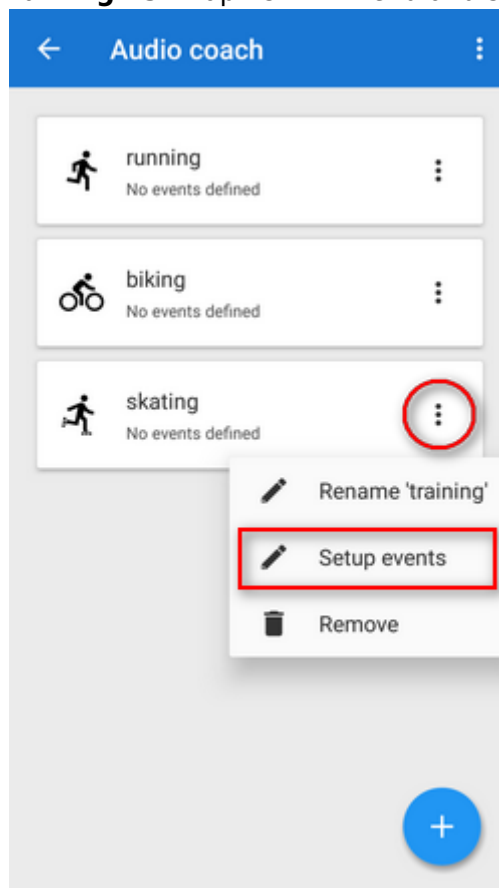 Audio coach
running
No events defined
biking
No events defined
skating
No events defined
Rename 'training'
Setup events
Remove